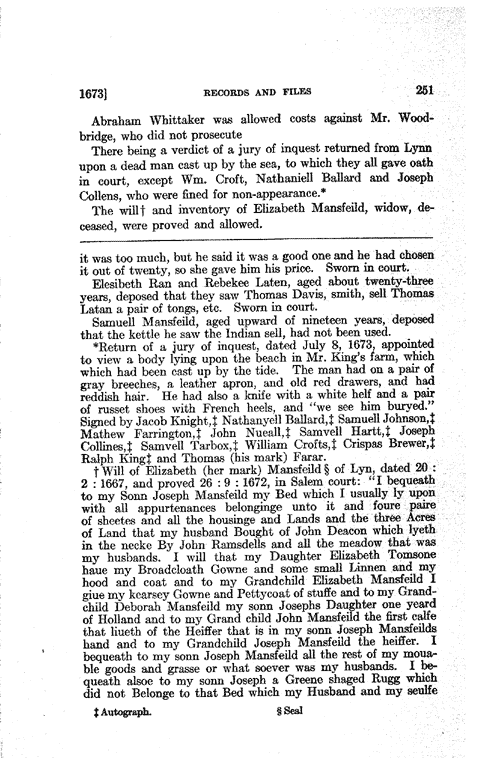 1673] RECORDS AND FILES 251
Abraham Whittaker was allowed costs against Mr. Wood-
bridge, who did not prosecute
There being a verdict of a jury of inquest returned from Lynn
upon a dead man cast up by the sea, to which they all gave oath
in court, except Wm. Croft, Nathaniell Ballard and Joseph
Collens, who were fined for non-appearance.*
The will† and inventory of Elizabeth Mansfeild, widow, de-
ceased, were proved and allowed.
it was too much, but he said it was a good one and he had chosen
it out of twenty, so she gave him his price. Sworn in court.
Elesibeth Ran and Rebekee Laten, aged about twenty-three
years, deposed that they saw Thomas Davis, smith, sell Thomas
Latan a pair of tongs, etc. Sworn in court.
Samuell Mansfeild, aged upward of nineteen years, deposed
that the kettle he saw the Indian sell, had not been used.
*Return of a jury of inquest, dated July 8, 1673, appointed
to view a body lying upon the beach in Mr. King's farm, which
which had been cast up by the tide. The man had on a pair of
gray breeches, a leather apron, and old red drawers, and had
reddish hair. He had also a knife with a white helf and a pair
of russet shoes with French heels, and "we see him buryed."
Signed by Jacob Knight,‡ Nathanyell Ballard,‡ Samuell Johnson,‡
Mathew Farrington,‡ John Nueall,‡ Samvell Hartt,‡ Joseph
Collines,‡ Samvell Tarbox,‡ William Crofts,‡ Crispas Brewer,‡
Ralph King‡ and Thomas (his mark) Farar.
†Will of Elizabeth (her mark) Mansfeild § of Lyn, dated 20 :
2 : 1667, and proved 26 : 9 : 1672, in Salem court: "I bequeath
to my Sonn Joseph Mansfeild my Bed which I usually ly upon
with all appurtenances belonginge unto it and foure paire
of sheetes and all the housinge and Lands and the three Acres
of Land that my husband Bought of John Deacon which lyeth
in the necke By John Ramsdells and all the meadow that was
my husbands. I will that my Daughter Elizabeth Tomsone
haue my Broadcloath Gowne and some small Linnen and my
hood and coat and to my Grandchild Elizabeth Mansfeild I
giue my kearsey Gowne and Pettycoat of stuffe and to my Grand-
child Deborah Mansfeild my sonn Josephs Daughter one yeard
of Holland and to my Grand child John Mansfeild the first calfe
that liueth of the Heiffer that is in my sonn Joseph Mansfeilds
hand and to my Grandchild Joseph Mansfeild the heiffer. I
bequeath to my sonn Joseph Mansfeild all the rest of my moua-
ble goods and grasse or what soever was my husbands. I be-
queath alsoe to my sonn Joseph a Greene shaged Rugg which
did not Belonge to that Bed which my Husband and my seulfe
‡ Autograph. § Seal